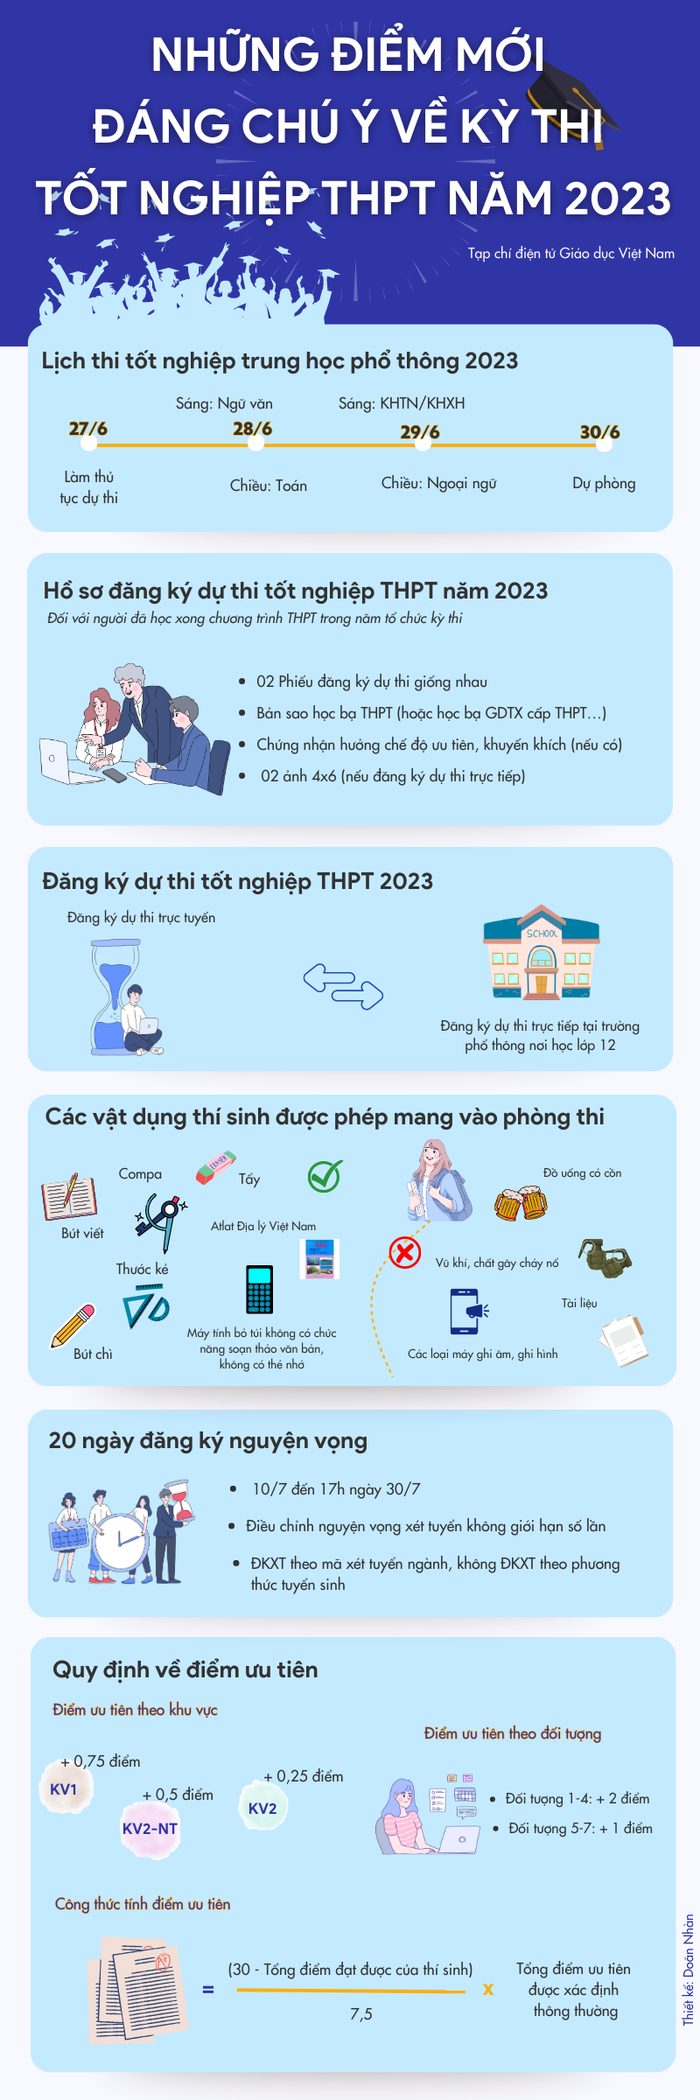 NHỮNG ĐIỂM MỚI
ĐÁNG CHÚ Ý VỀ KỲ THI
TỐT NGHIỆP THPT NĂM 2023
Tạp chí điện tử Giáo dục Việt Nam
Lịch thi tốt nghiệp trung học phổ thông 2023
Sáng: Ngữ văn
Sáng: KHTN/KHXH
27/6
28/6
29/6
30/6
Làm thủ
tục dự thi
Chiều: Toán
Chiều: Ngoại ngữ
Dự phòng
Hồ sơ đăng ký dự thi tốt nghiệp THPT năm 2023
Đối với người đã học xong chương trình THPT trong năm tổ chức kỳ thi
02 Phiếu đăng ký dự thi giống nhau
Bản sao học bạ THPT (hoặc học bạ GDTX cấp THPT...)
Chứng nhận hưởng chế độ ưu tiên, khuyến khích (nếu có)
02 ảnh 4x6 (nếu đăng ký dự thi trực tiếp)
Đăng ký dự thi tốt nghiệp THPT 2023
Đăng ký dự thi trực tuyến
SCHOOL
Đăng ký dự thi trực tiếp tại trường
phổ thông nơi học lớp 12
Các vật dụng thí sinh được phép mang vào phòng thi
Compa
ERASER
Tẩy
Đồ uống có cồn
Bút viết
Atlat Địa lý Việt Nam
Thước kẻ
Vũ khí, chất gây cháy nổ
Tài liệu
Máy tính bỏ túi không có chức
năng soạn thảo văn bản,
không có thẻ nhớ
Bút chì
Các loại máy ghi âm, ghi hình
20 ngày đăng ký nguyện vọng
10/7 đến 17h ngày 30/7
Điều chỉnh nguyện vọng xét tuyển không giới hạn số lần
ĐKXT theo mã xét tuyển ngành, không ĐKXT theo phương
thức tuyển sinh
Quy định về điểm ưu tiên
Điểm ưu tiên theo khu vực
Điểm ưu tiên theo đối tượng
+ 0,75 điểm
KV1
+ 0,5 điểm
KV2-NT
+ 0,25 điểm
KV2
Đối tượng 1-4: + 2 điểm
Đối tượng 5-7: + 1 điểm
Công thức tính điểm ưu tiên
=
(30 - Tổng điểm đạt được của thí sinh)
7,5
x
Tổng điểm ưu tiên
được xác định
thông thường
Thiết kế: Doãn Nhàn